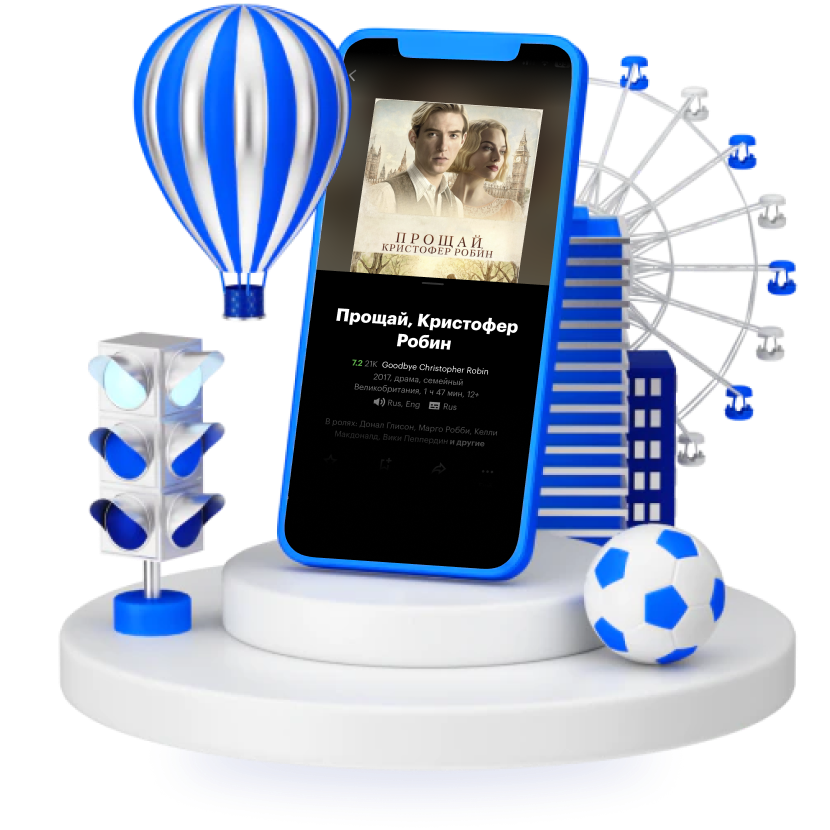 ПРОЩАЙ
КРИСТОФЕР РОБИН
Прощай, Кристофер
Робин
7.2 21K Goodbye Christopher Robin
2017, драма, семейный
Великобритания, 1 ч 47 мин, 12+
Rus, Eng Rus
В ролях: Донал Глисон, Марго Робби, Келли
Макдоналд, Вики Пеппердин и другие